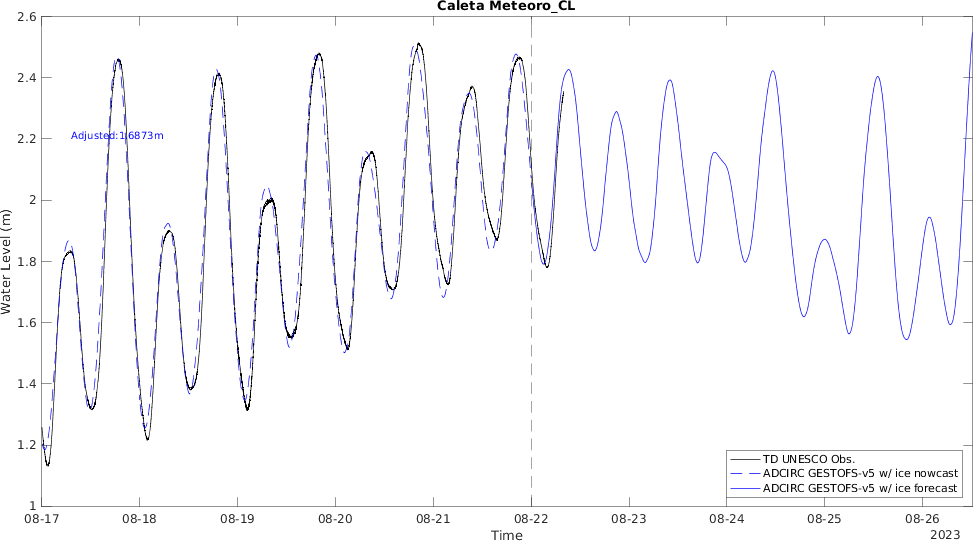 Caleta Meteoro_CL
2.6
2.4
2.2
2
1.8
1.6
1.4
1.2
1
Water Level (m)
Adjusted:1.6873m
TD UNESCO Obs.
ADCIRC GESTOFS-v5 w/ ice nowcast
ADCIRC GESTOFS-v5 w/ ice forecast
08-17 08-18 08-19 08-20 08-21 08-22 08-23 08-24 08-25 08-26
Time
2023